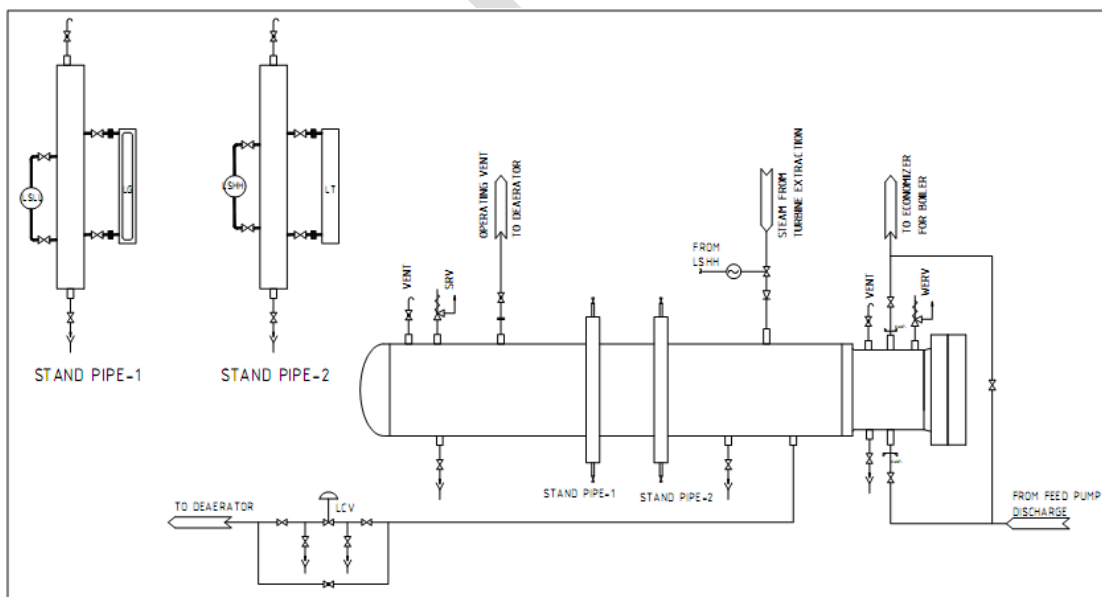 LSLL
LG
STAND PIPE-1
LSHH
LT
STAND PIPE-2
VENT
SRV
OPERATING VENT
TO DEAERATOR
FROM
LSHH
STEAM FROM
TURBINE EXTRACTION
TO ECONOMIZER
FOR BOILER
VENT
WERV
STAND PIPE-1
STAND PIPE-2
TO DEAERATOR
LCV
FROM FEED PUMP
DISCHARGE